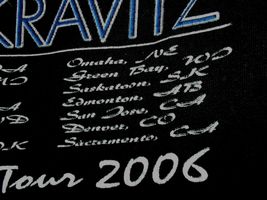 KRAVITZ
Omaha, NE
Green Bay, WI
Saskatoon, SK
Edmonton, AB
San Jose, CA
Denver, CO
Sacramento, CA
Tour 2006